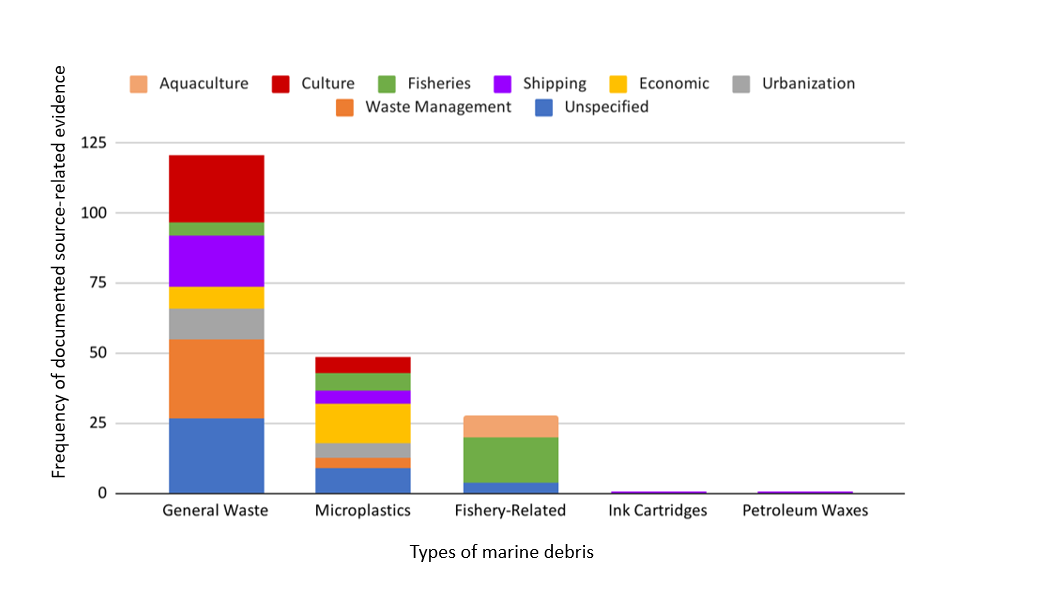 Frequency of documented source-related evidence
Aquaculture Culture Fisheries Shipping Economic Urbanization
Waste Management Unspecified
125
100
75
50
25
0
General Waste Microplastics Fishery-Related Ink Cartridges Petroleum Waxes
Types of marine debris